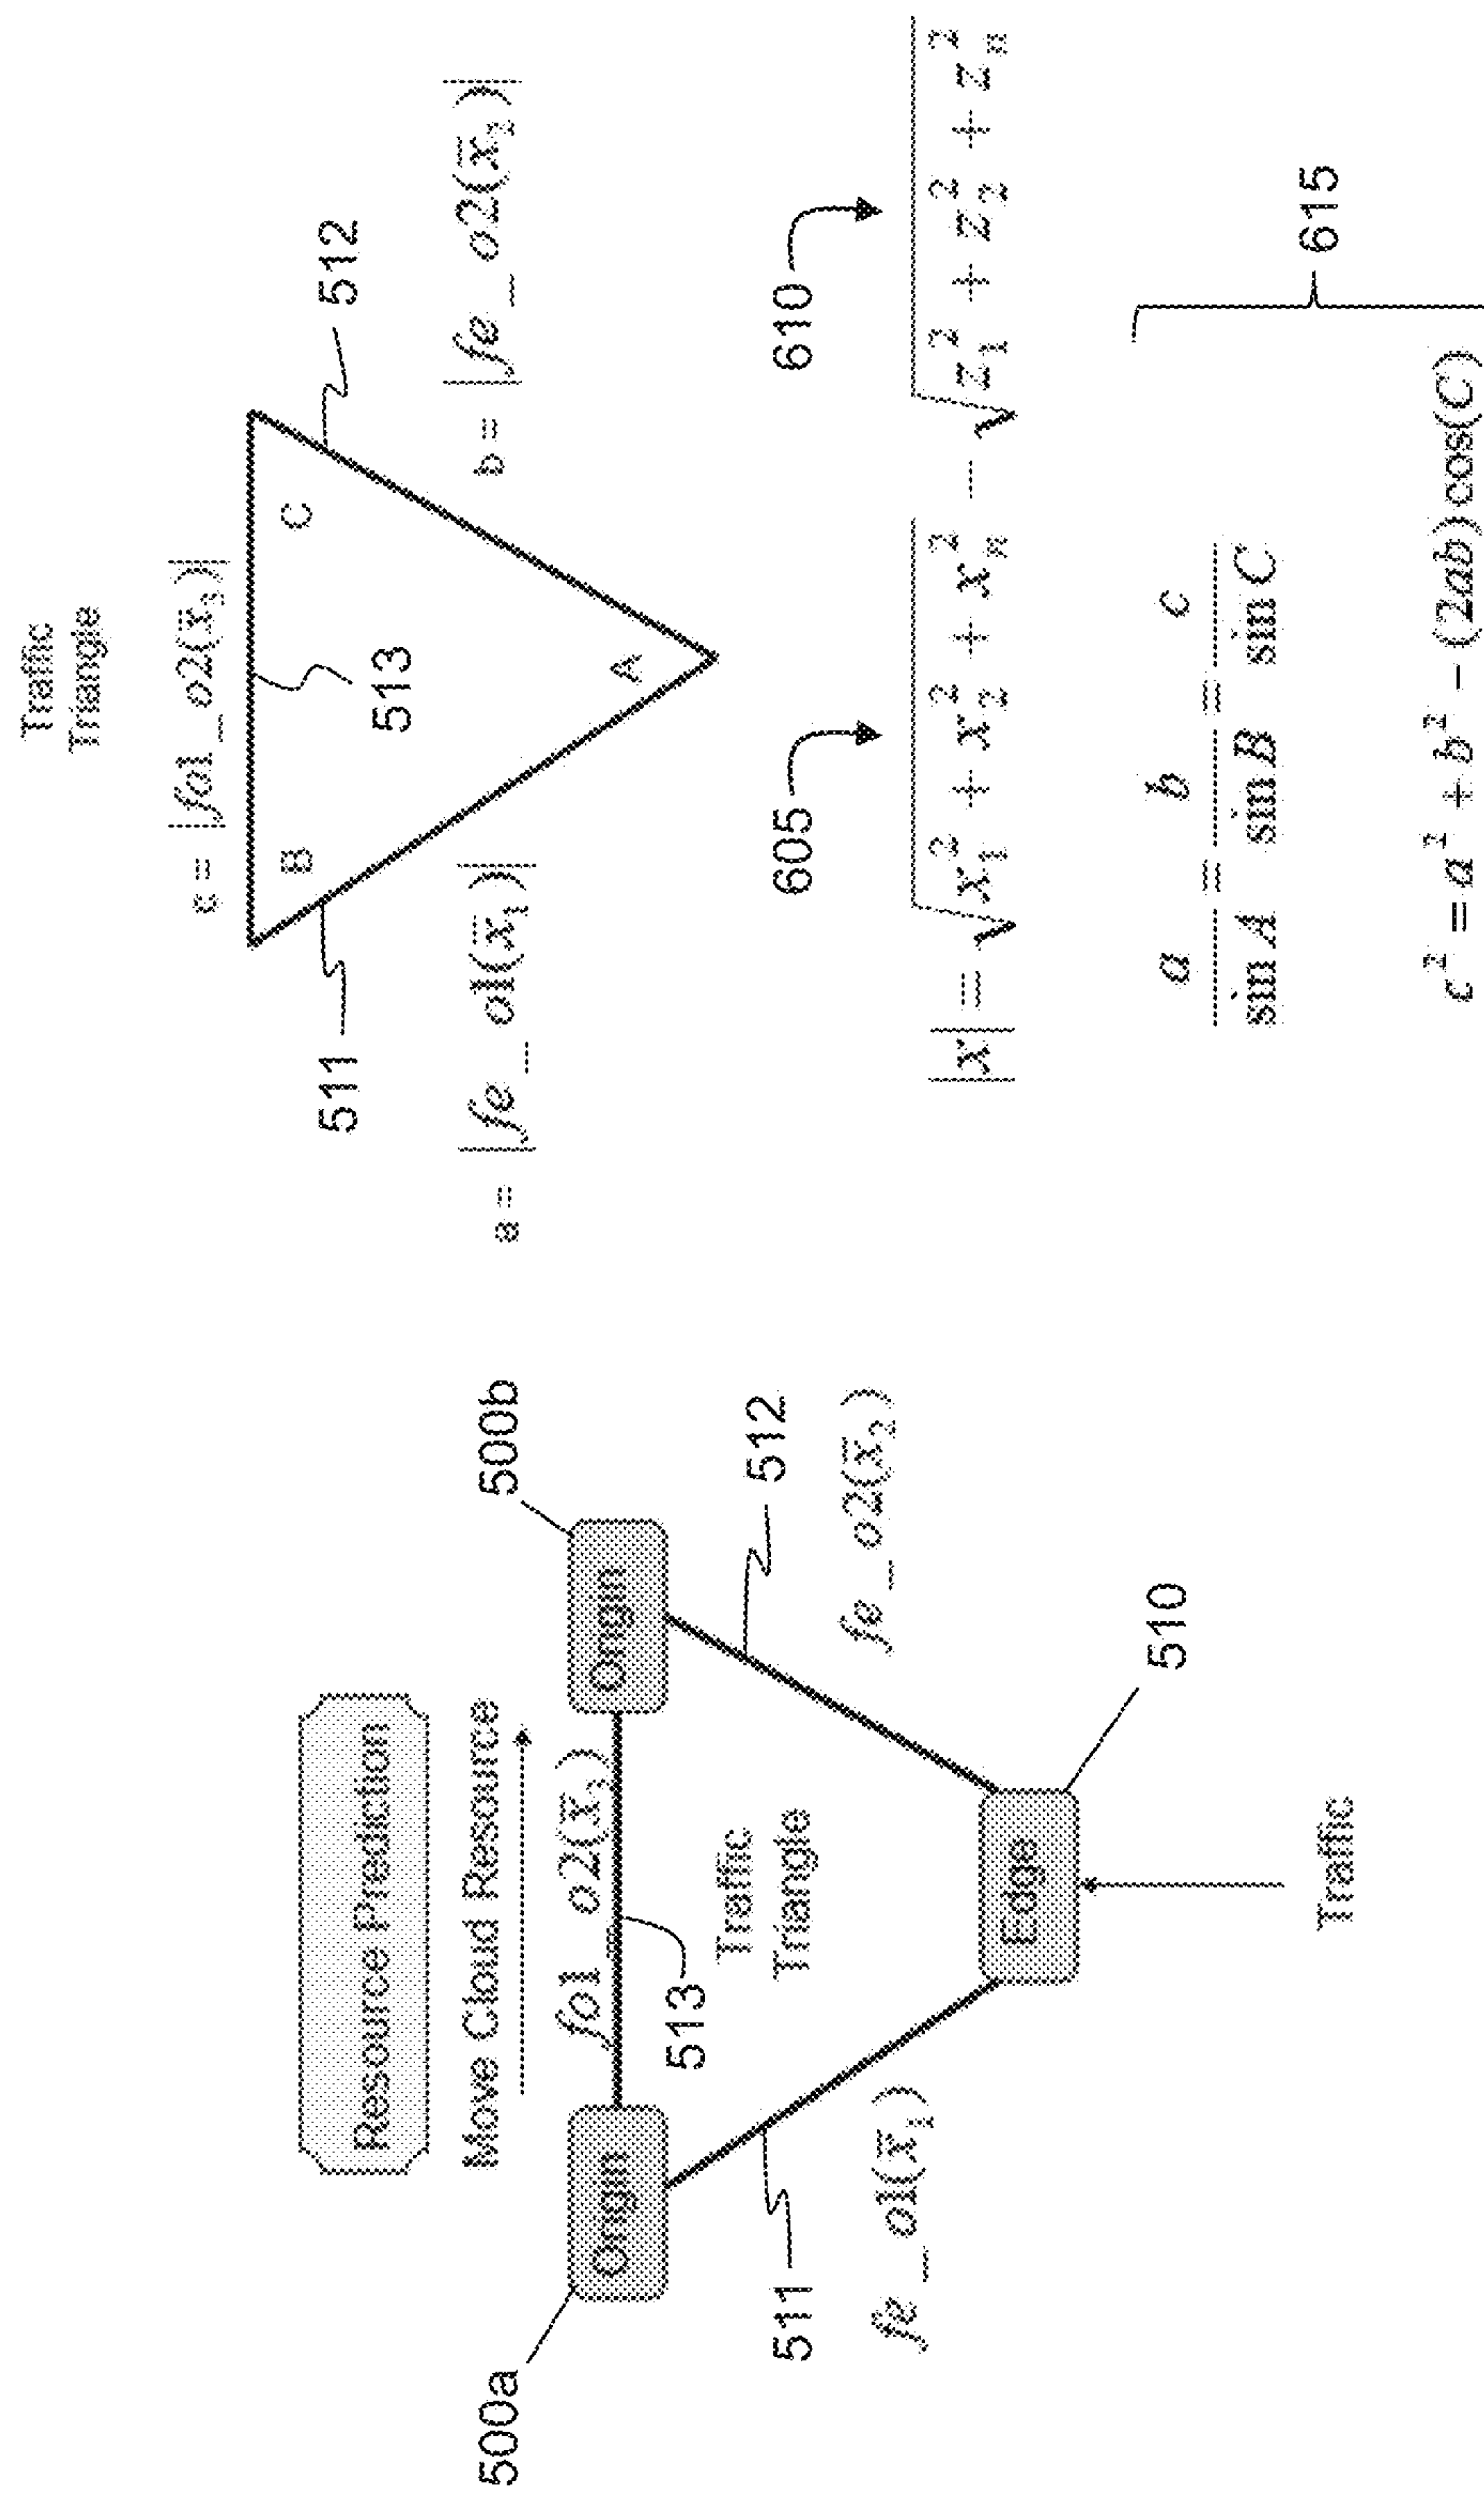 Resource Prediction
Move Cloud Resource
500a
500b
Origin
fo1_o2(x̄₃)
Origin
513
Traffic
Triangle
511
512
fe_o1(x̄₁)
fe_o2(x̄₂)
Edge
510
Traffic
Traffic
Triangle
c = |fo1_o2(x̄₃)|
B
C
513
511
512
a = |fe_o1(x̄₁)|
b = |fe_o2(x̄₂)|
A
605
610
|x| = √(x₁² + x₂² + xₙ²) − √(z₁² + z₂² + zₙ²)
a / sin A = b / sin B = c / sin C
615
c² = a² + b² − (2ab)cos(C)